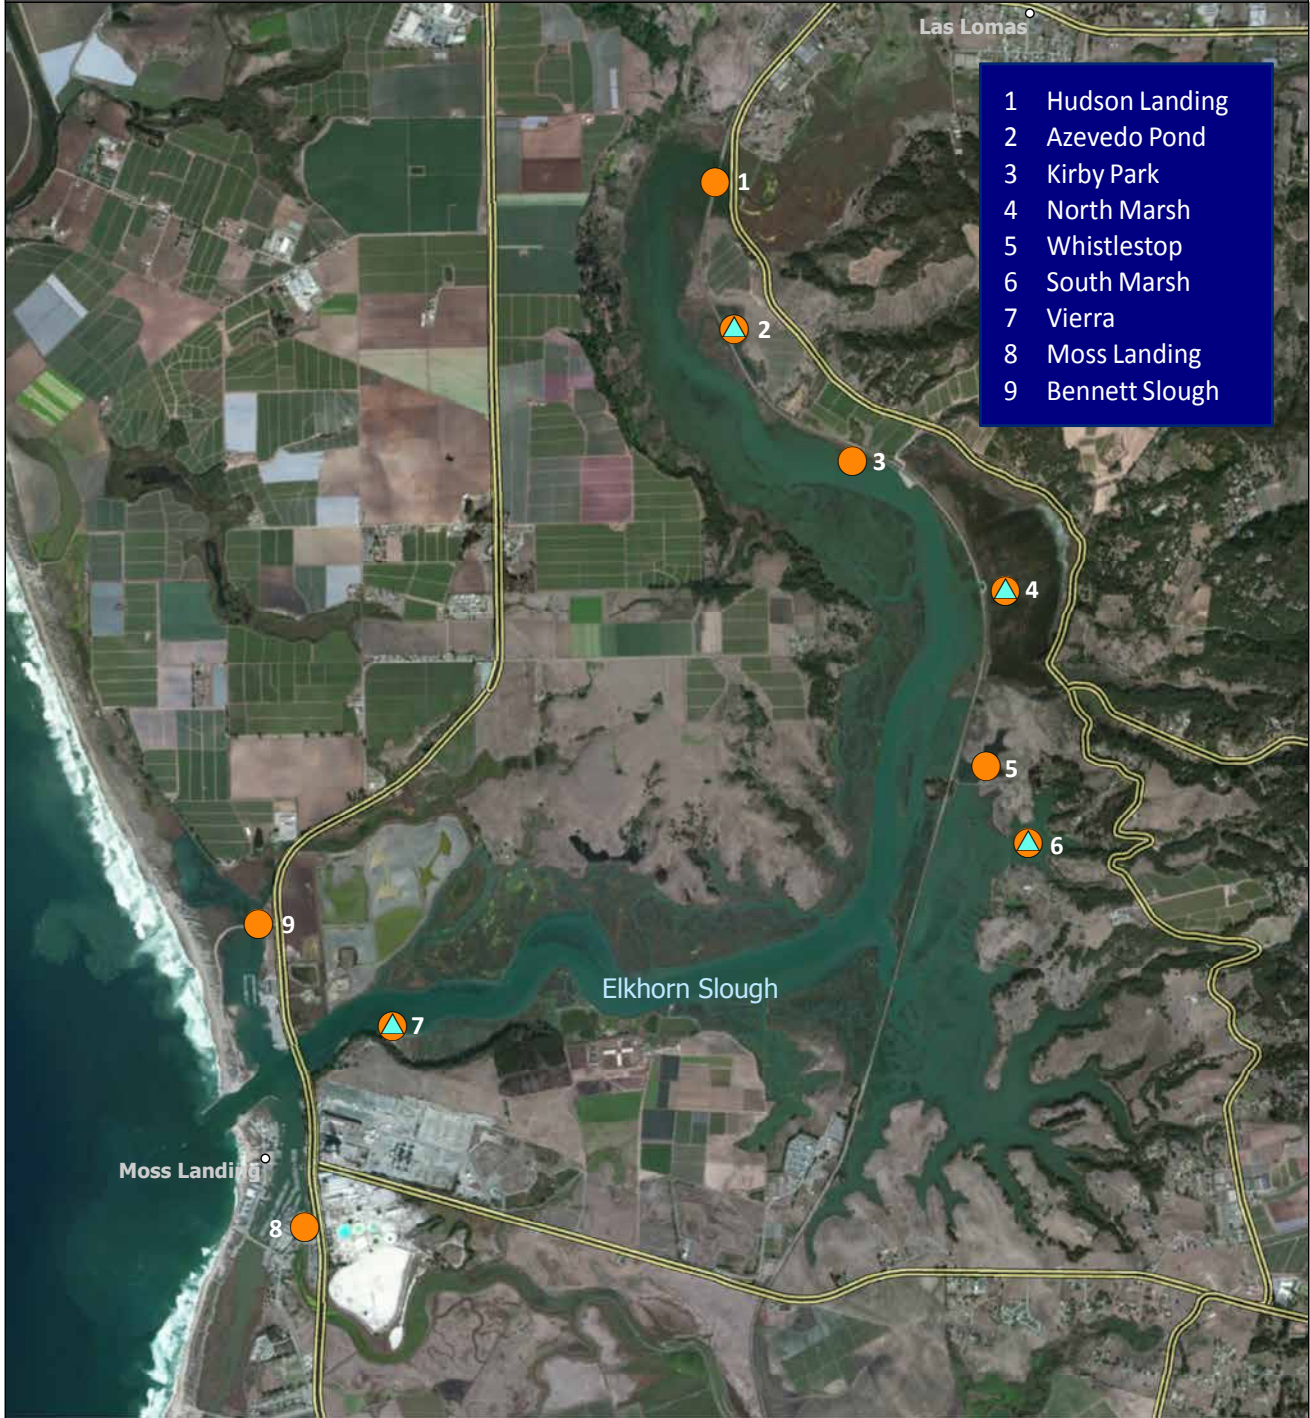 Las Lomas
1 Hudson Landing
2 Azevedo Pond
3 Kirby Park
4 North Marsh
5 Whistlestop
6 South Marsh
7 Vierra
8 Moss Landing
9 Bennett Slough
1
2
3
4
5
6
9
Elkhorn Slough
7
Moss Landing
8